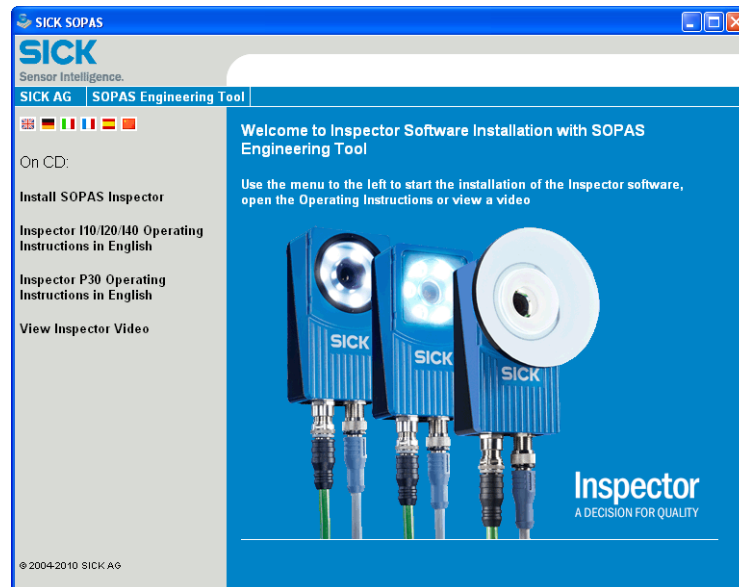 SICK SOPAS
SICK
Sensor Intelligence.
SICK AG
SOPAS Engineering Tool
On CD:
Install SOPAS Inspector
Inspector I10/I20/I40 Operating
Instructions in English
Inspector P30 Operating
Instructions in English
View Inspector Video
© 2004-2010 SICK AG
Welcome to Inspector Software Installation with SOPAS
Engineering Tool
Use the menu to the left to start the installation of the Inspector software,
open the Operating Instructions or view a video
SICK
SICK
SICK
Inspector
A DECISION FOR QUALITY